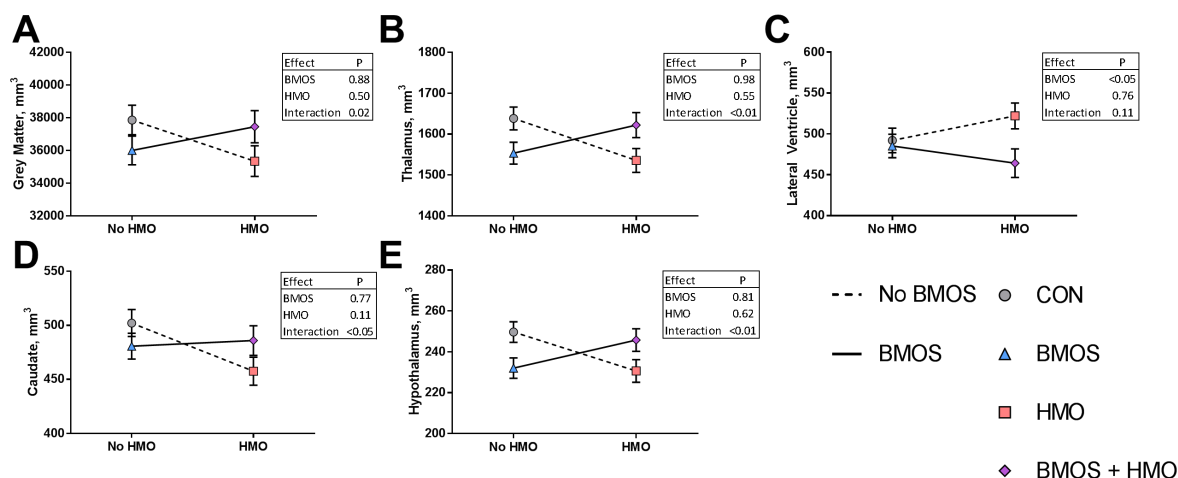 A
Grey Matter, mm3
42000
40000
38000
36000
34000
32000
No HMO HMO
Effect P
BMOS 0.88
HMO 0.50
Interaction 0.02
B
Thalamus, mm3
1800
1700
1600
1500
1400
No HMO HMO
Effect P
BMOS 0.98
HMO 0.55
Interaction <0.01
C
Lateral Ventricle, mm3
600
550
500
450
400
No HMO HMO
Effect P
BMOS <0.05
HMO 0.76
Interaction 0.11
D
Caudate, mm3
550
500
450
400
No HMO HMO
Effect P
BMOS 0.77
HMO 0.11
Interaction <0.05
E
Hypothalamus, mm3
280
260
240
220
200
No HMO HMO
Effect P
BMOS 0.81
HMO 0.62
Interaction <0.01
No BMOS CON
BMOS BMOS
HMO
BMOS + HMO